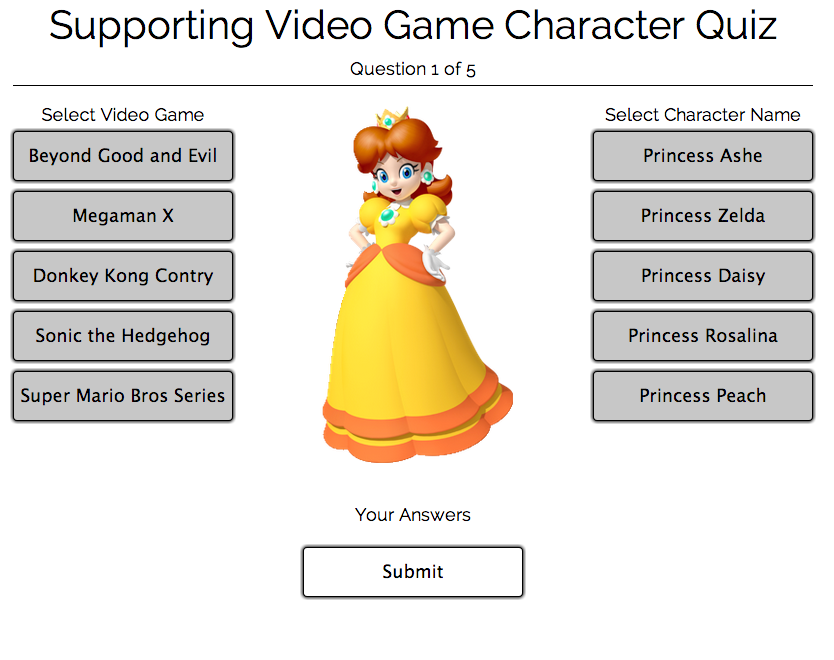 Supporting Video Game Character Quiz
Question 1 of 5
Select Video Game
Beyond Good and Evil
Megaman X
Donkey Kong Contry
Sonic the Hedgehog
Super Mario Bros Series
Select Character Name
Princess Ashe
Princess Zelda
Princess Daisy
Princess Rosalina
Princess Peach
Your Answers
Submit